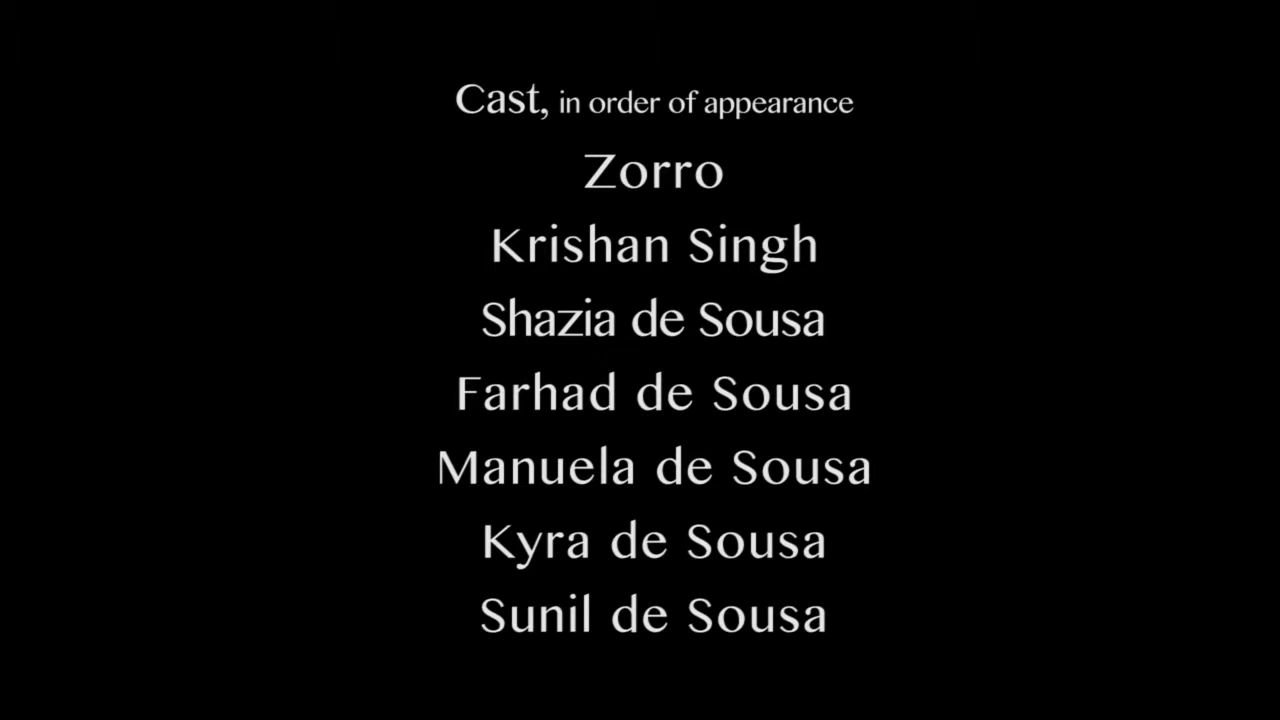 Cast, in order of appearance
Zorro
Krishan Singh
Shazia de Sousa
Farhad de Sousa
Manuela de Sousa
Kyra de Sousa
Sunil de Sousa